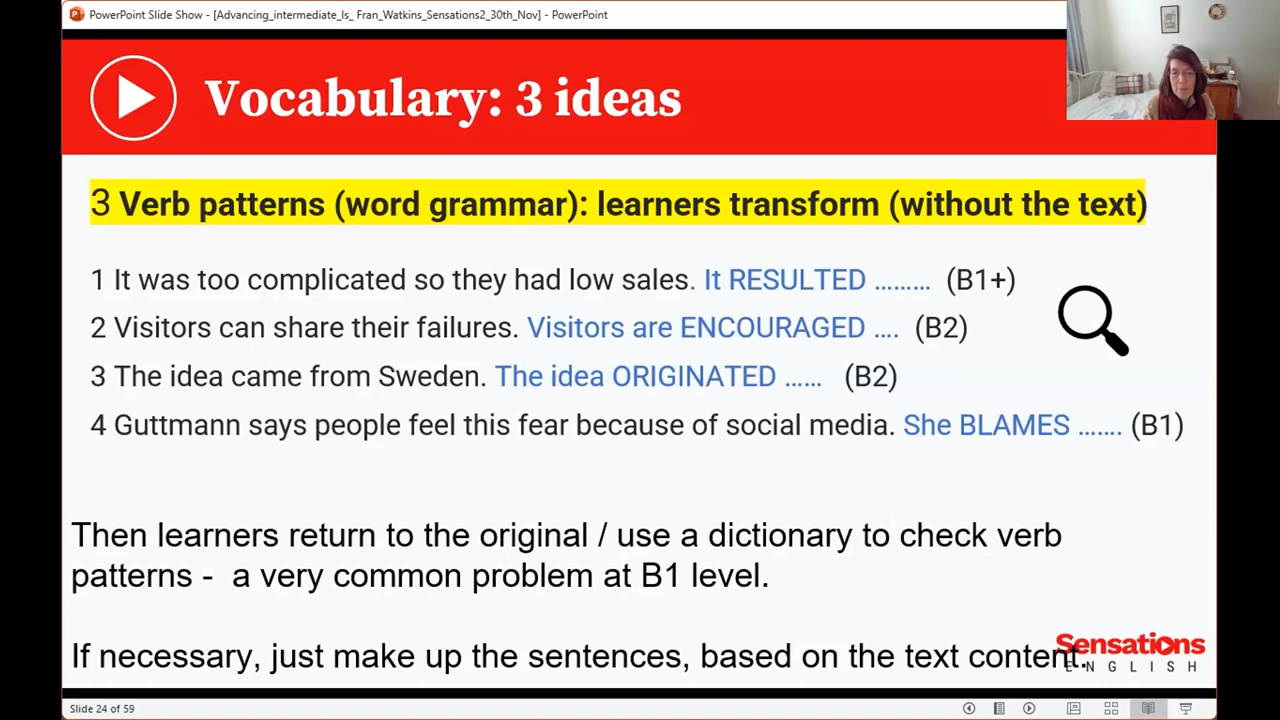 PowerPoint Slide Show - [Advancing_intermediate_ls_ Fran_Watkins_Sensations2_30th_Nov] - PowerPoint
Vocabulary: 3 ideas
3 Verb patterns (word grammar): learners transform (without the text)
1 It was too complicated so they had low sales. It RESULTED ……… (B1+)
2 Visitors can share their failures. Visitors are ENCOURAGED …. (B2)
3 The idea came from Sweden. The idea ORIGINATED …… (B2)
4 Guttmann says people feel this fear because of social media. She BLAMES ……. (B1)
Then learners return to the original / use a dictionary to check verb
patterns - a very common problem at B1 level.
If necessary, just make up the sentences, based on the text content.
Sensations
ENGLISH
Slide 24 of 59